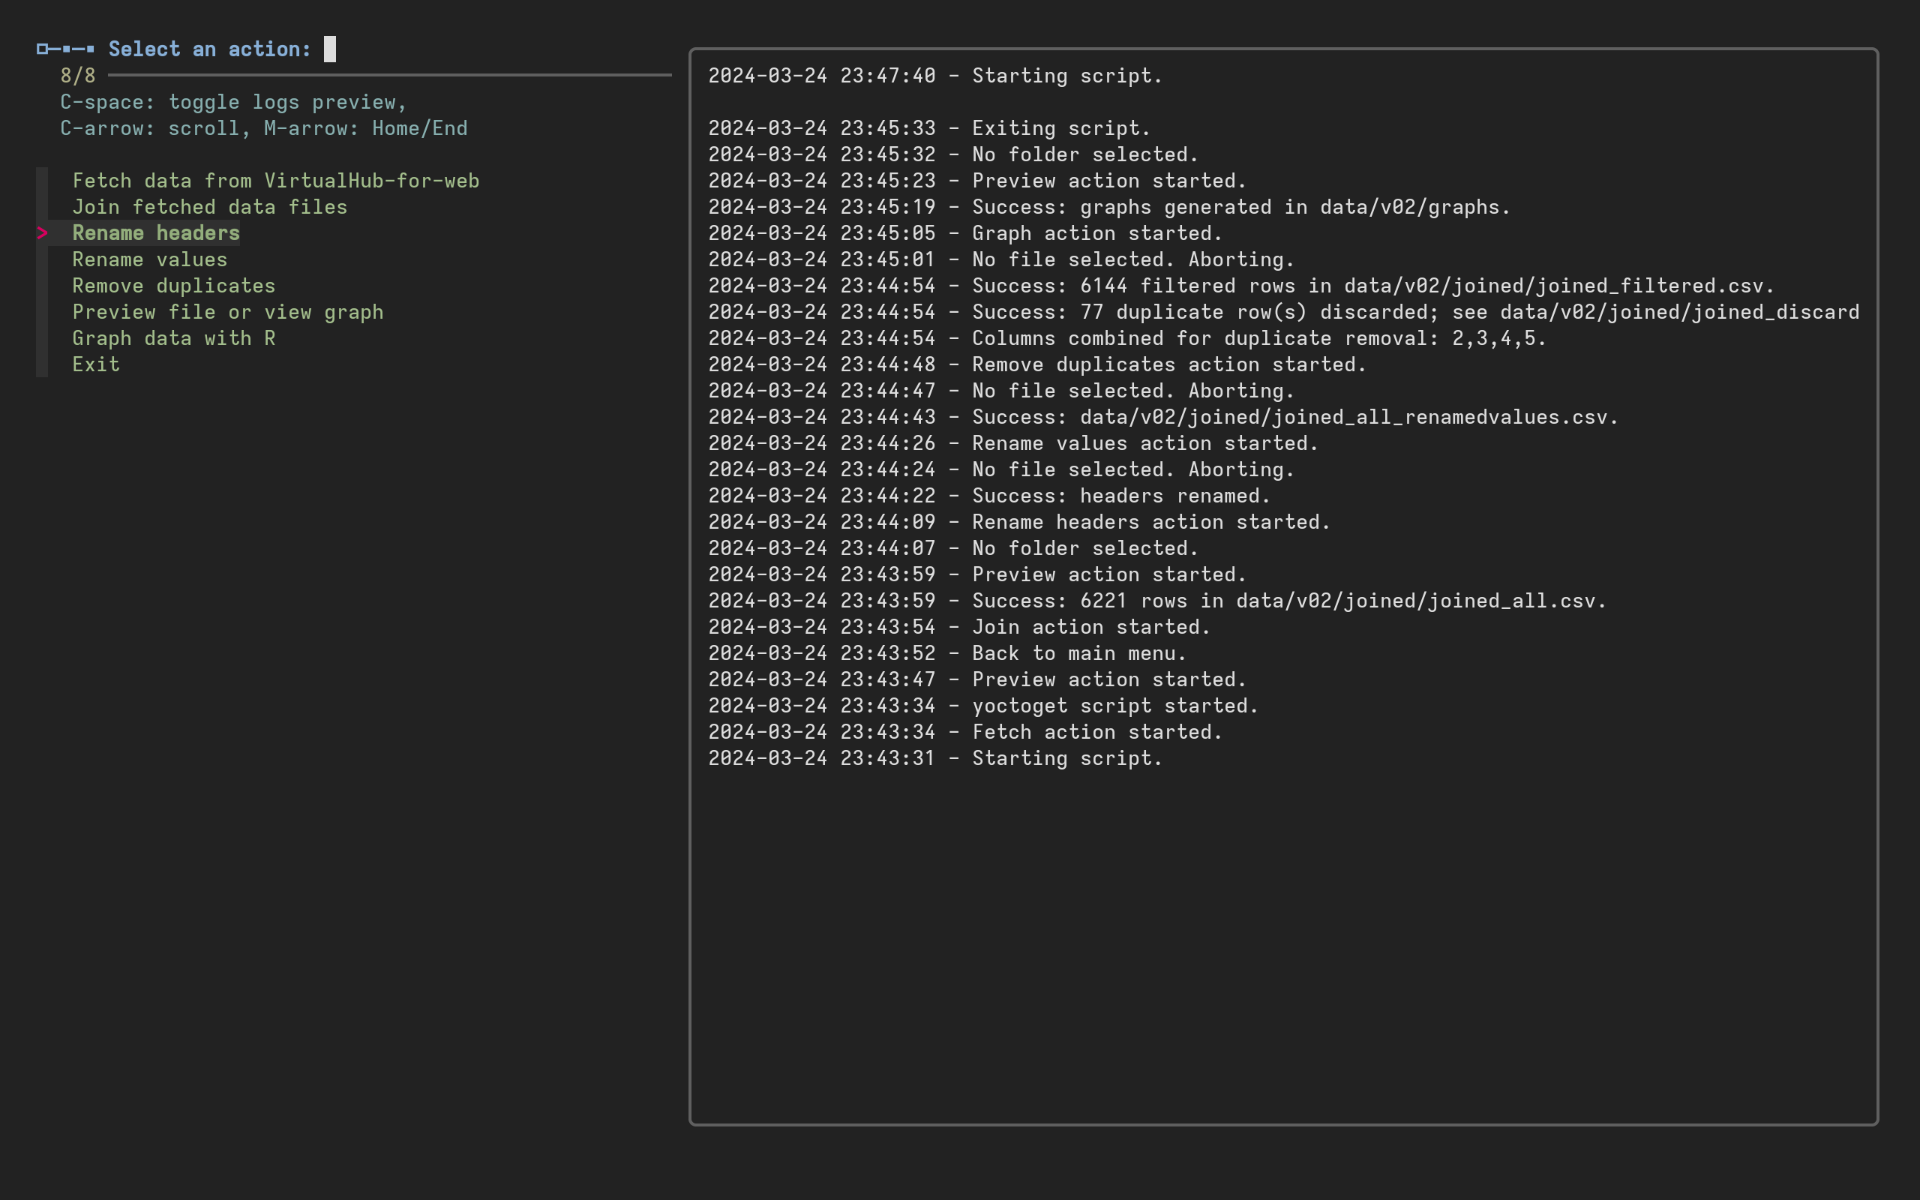 Select an action:
8/8
C-space: toggle logs preview,
C-arrow: scroll, M-arrow: Home/End
Fetch data from VirtualHub-for-web
Join fetched data files
> Rename headers
Rename values
Remove duplicates
Preview file or view graph
Graph data with R
Exit
2024-03-24 23:47:40 - Starting script.
2024-03-24 23:45:33 - Exiting script.
2024-03-24 23:45:32 - No folder selected.
2024-03-24 23:45:23 - Preview action started.
2024-03-24 23:45:19 - Success: graphs generated in data/v02/graphs.
2024-03-24 23:45:05 - Graph action started.
2024-03-24 23:45:01 - No file selected. Aborting.
2024-03-24 23:44:54 - Success: 6144 filtered rows in data/v02/joined/joined_filtered.csv.
2024-03-24 23:44:54 - Success: 77 duplicate row(s) discarded; see data/v02/joined/joined_discard
2024-03-24 23:44:54 - Columns combined for duplicate removal: 2,3,4,5.
2024-03-24 23:44:48 - Remove duplicates action started.
2024-03-24 23:44:47 - No file selected. Aborting.
2024-03-24 23:44:43 - Success: data/v02/joined/joined_all_renamedvalues.csv.
2024-03-24 23:44:26 - Rename values action started.
2024-03-24 23:44:24 - No file selected. Aborting.
2024-03-24 23:44:22 - Success: headers renamed.
2024-03-24 23:44:09 - Rename headers action started.
2024-03-24 23:44:07 - No folder selected.
2024-03-24 23:43:59 - Preview action started.
2024-03-24 23:43:59 - Success: 6221 rows in data/v02/joined/joined_all.csv.
2024-03-24 23:43:54 - Join action started.
2024-03-24 23:43:52 - Back to main menu.
2024-03-24 23:43:47 - Preview action started.
2024-03-24 23:43:34 - yoctoget script started.
2024-03-24 23:43:34 - Fetch action started.
2024-03-24 23:43:31 - Starting script.